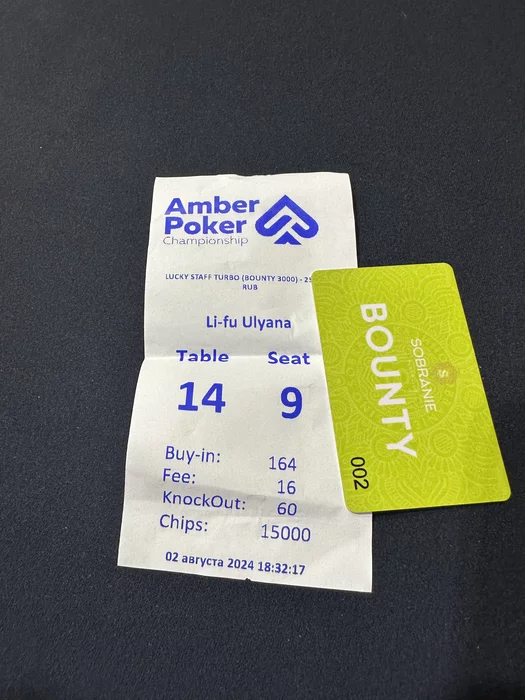 Amber
Poker
Championship
LUCKY STAFF TURBO (BOUNTY 3000) -
RUB
Li-fu Ulyana
Table Seat
14 9
Buy-in: 164
Fee: 16
KnockOut: 60
Chips: 15000
02 августа 2024 18:32:17
SOBRANIE
BOUNTY
002